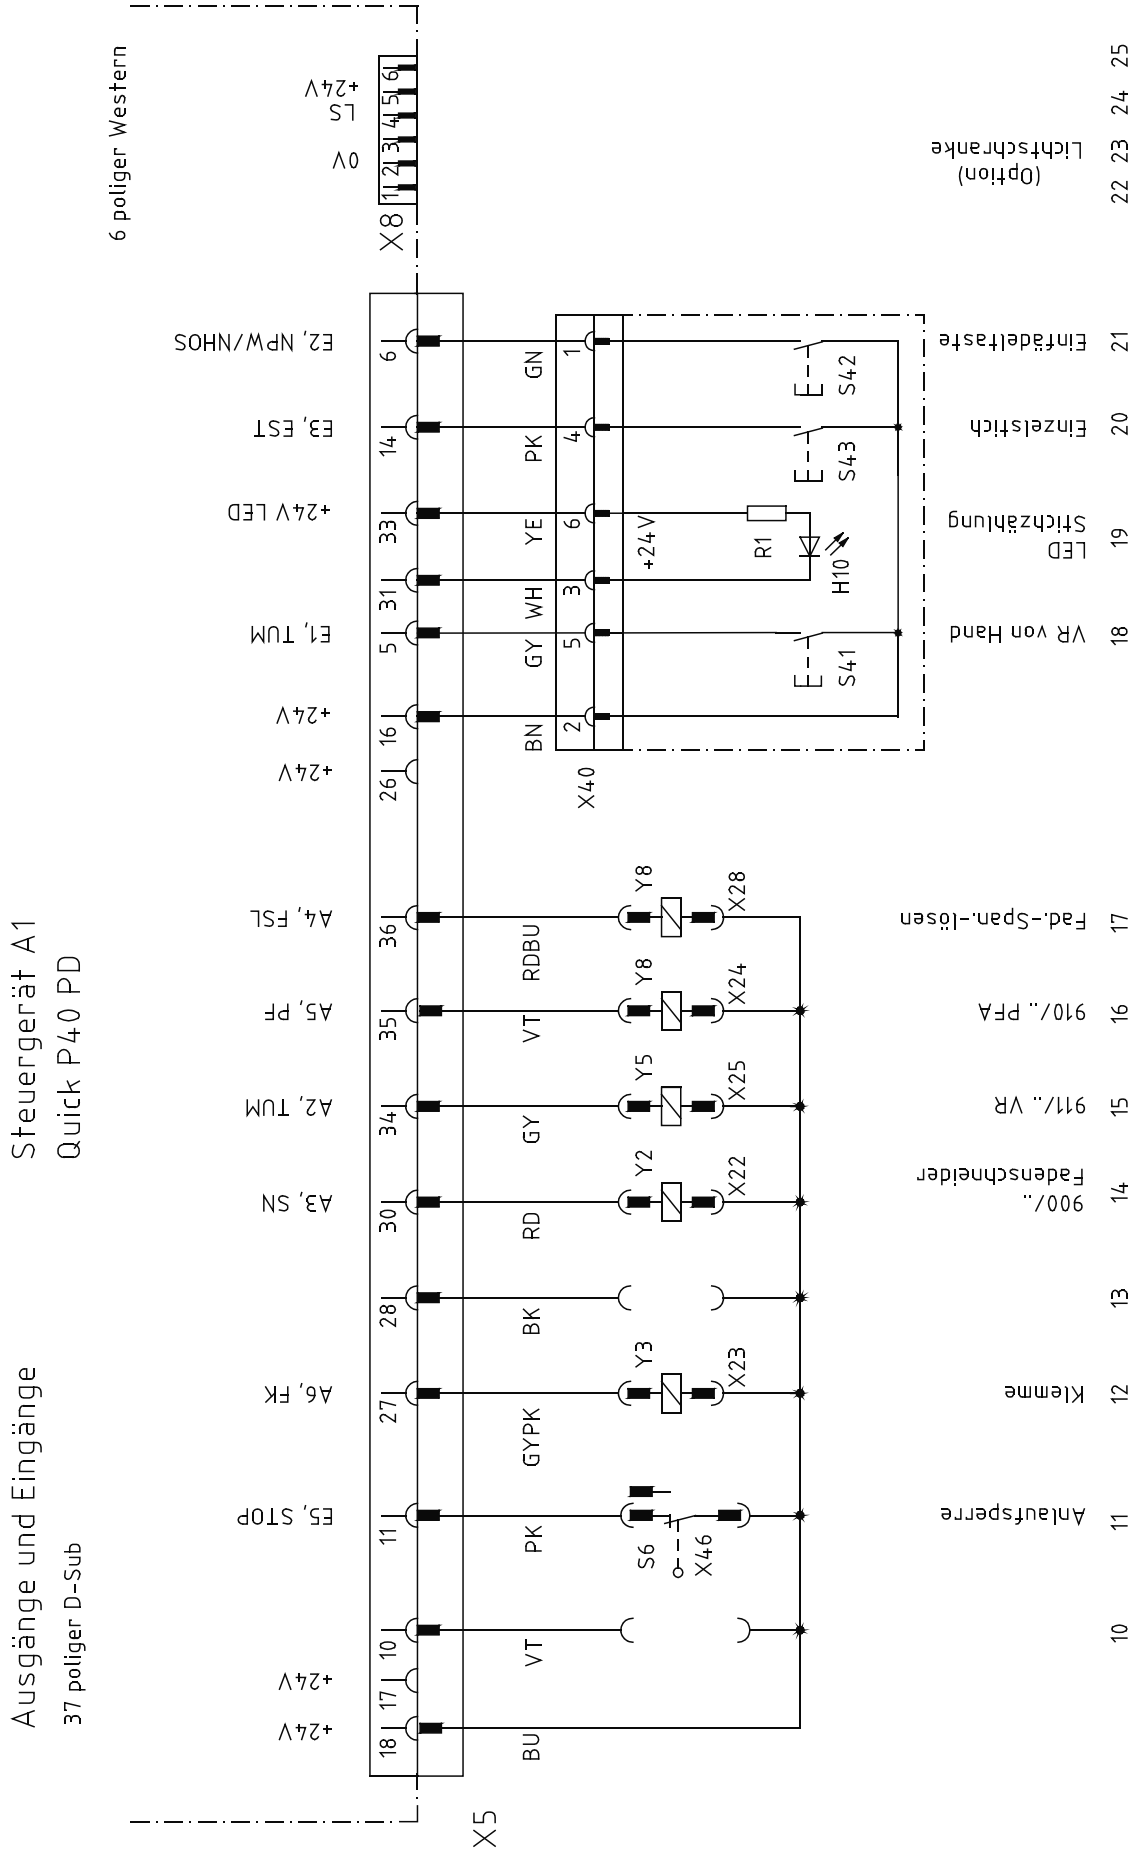 Ausgänge und Eingänge
37 poliger D-Sub
Steuergerät A1
Quick P40 PD
6 poliger Western
+24V
+24V
E5, STOP
A6, FK
A3, SN
A2, TUM
A5, PF
A4, FSL
+24V
+24V
E1, TUM
+24V LED
E3, EST
E2, NPW/NHOS
0V
LS
+24V
18
17
10
11
27
28
30
34
35
36
26
16
5
31
33
14
6
X8
1
2
3
4
5
6
X5
BU
VT
PK
GYPK
BK
RD
GY
VT
RDBU
BN
GY
WH
YE
PK
GN
X40
2
5
3
6
4
1
+24V
S6
X46
Y3
X23
Y2
X22
Y5
X25
Y8
X24
Y8
X28
S41
H10
R1
S43
S42
Anlaufsperre
Klemme
900/..
Fadenschneider
911/.. VR
910/.. PFA
Fad.-Span.-lösen
VR von Hand
LED
Stichzählung
Einzelstich
Einfädeltaste
(Option)
Lichtschranke
10
11
12
13
14
15
16
17
18
19
20
21
22
23
24
25